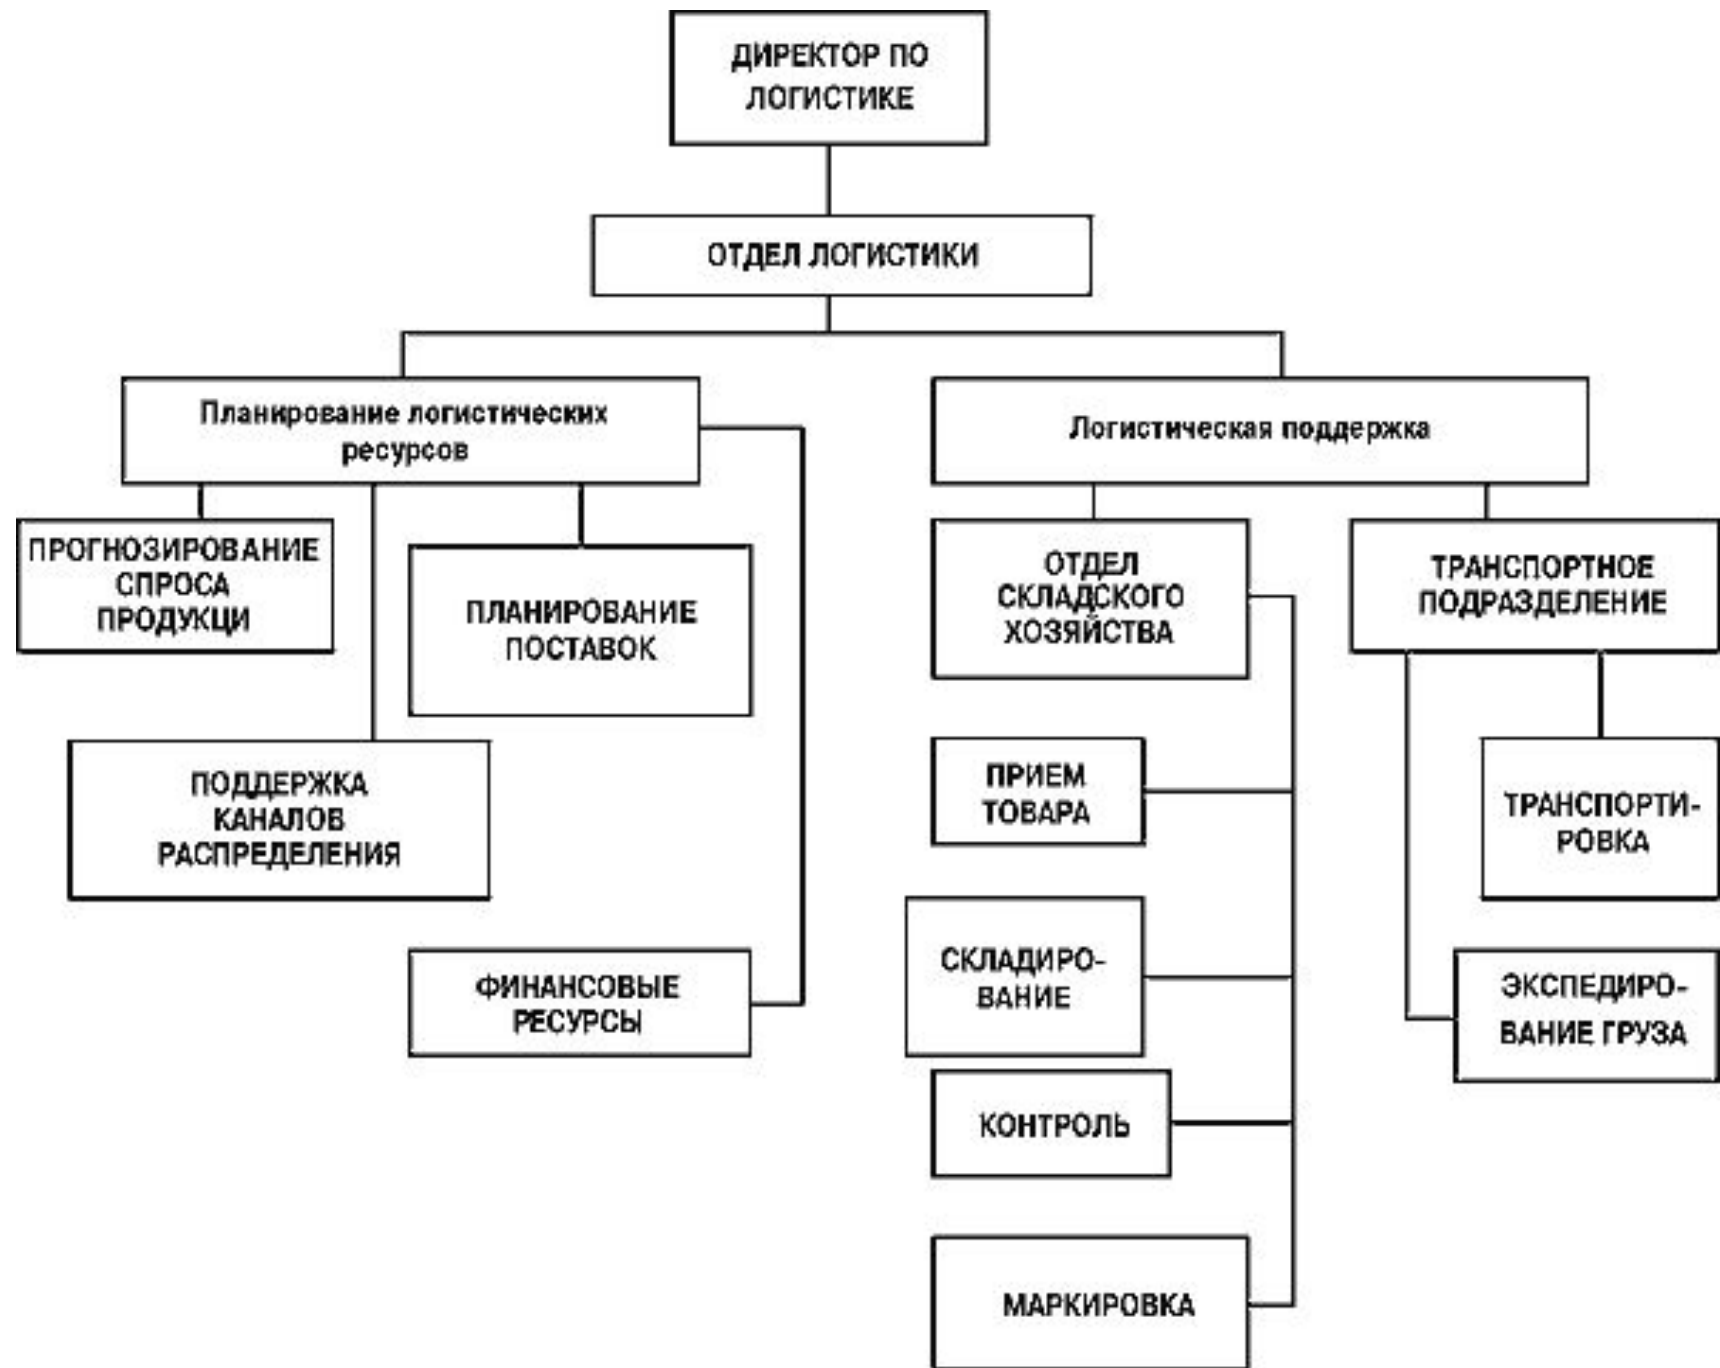 ДИРЕКТОР ПО
ЛОГИСТИКЕ
ОТДЕЛ ЛОГИСТИКИ
Планирование логистических
ресурсов
Логистическая поддержка
ПРОГНОЗИРОВАНИЕ
СПРОСА
ПРОДУКЦИ
ПЛАНИРОВАНИЕ
ПОСТАВОК
ОТДЕЛ
СКЛАДСКОГО
ХОЗЯЙСТВА
ТРАНСПОРТНОЕ
ПОДРАЗДЕЛЕНИЕ
ПОДДЕРЖКА
КАНАЛОВ
РАСПРЕДЕЛЕНИЯ
ПРИЕМ
ТОВАРА
ТРАНСПОРТИ-
РОВКА
ФИНАНСОВЫЕ
РЕСУРСЫ
СКЛАДИРО-
ВАНИЕ
ЭКСПЕДИРО-
ВАНИЕ ГРУЗА
КОНТРОЛЬ
МАРКИРОВКА